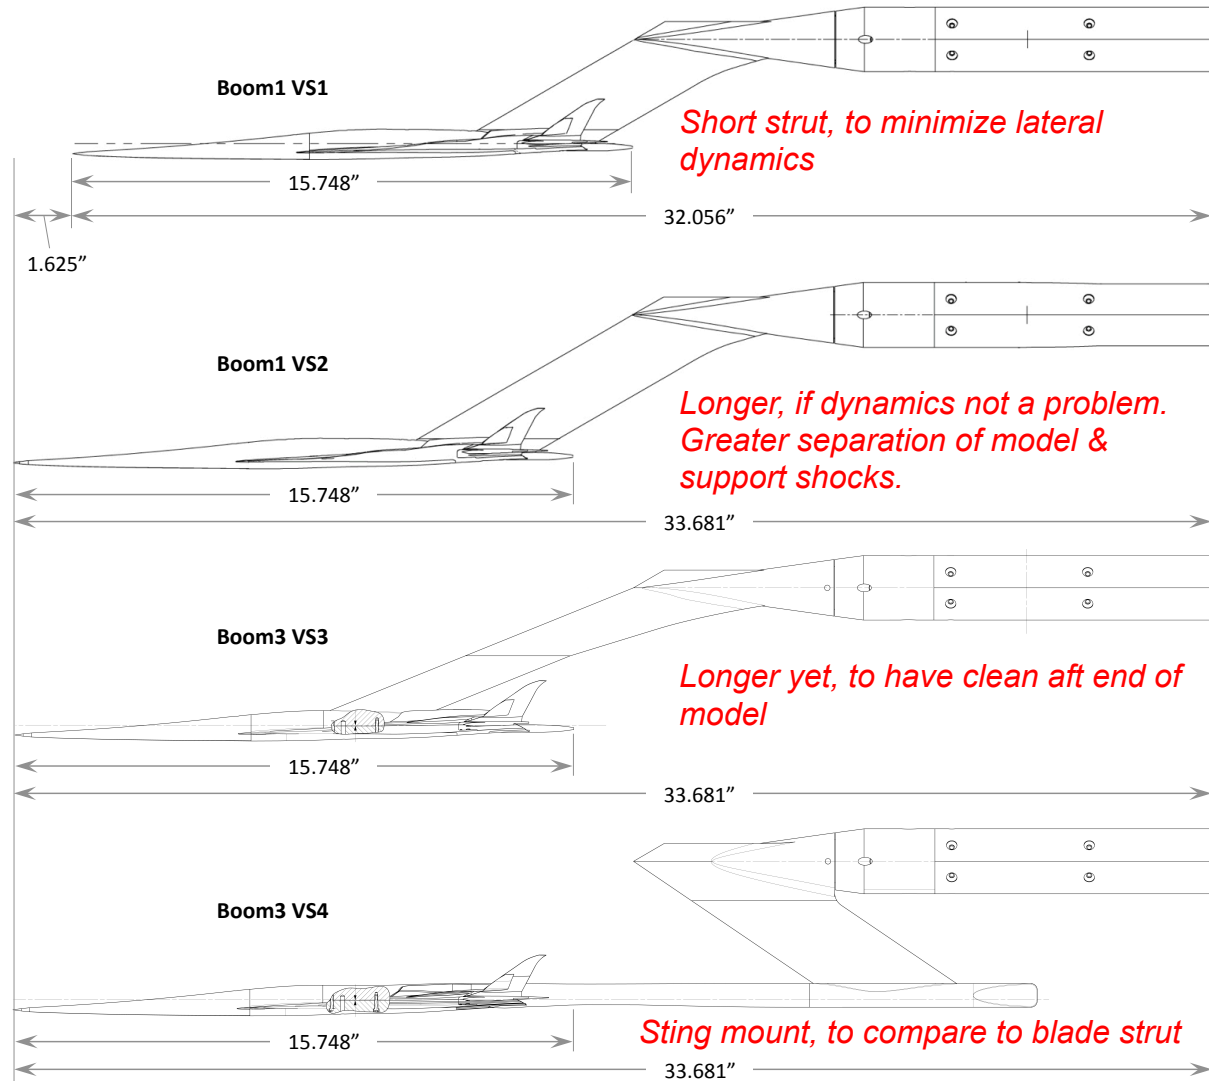 Boom1 VS1
Short strut, to minimize lateral
dynamics
15.748”
32.056”
1.625”
Boom1 VS2
Longer, if dynamics not a problem.
Greater separation of model &
support shocks.
15.748”
33.681”
Boom3 VS3
Longer yet, to have clean aft end of
model
15.748”
33.681”
Boom3 VS4
Sting mount, to compare to blade strut
15.748”
33.681”